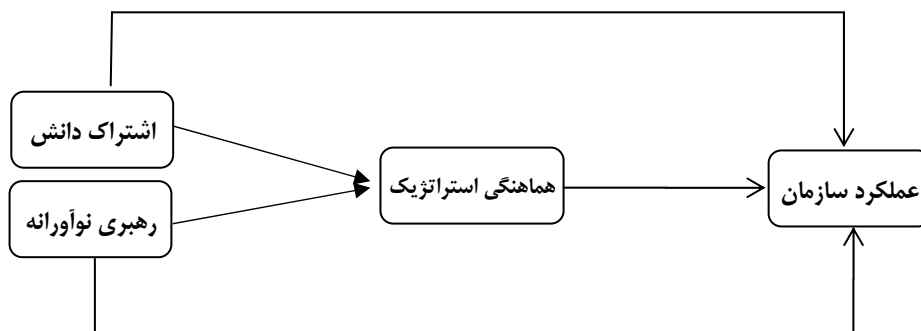 اشتراک دانش
رهبری نوآورانه
هماهنگی استراتژیک
عملکرد سازمان